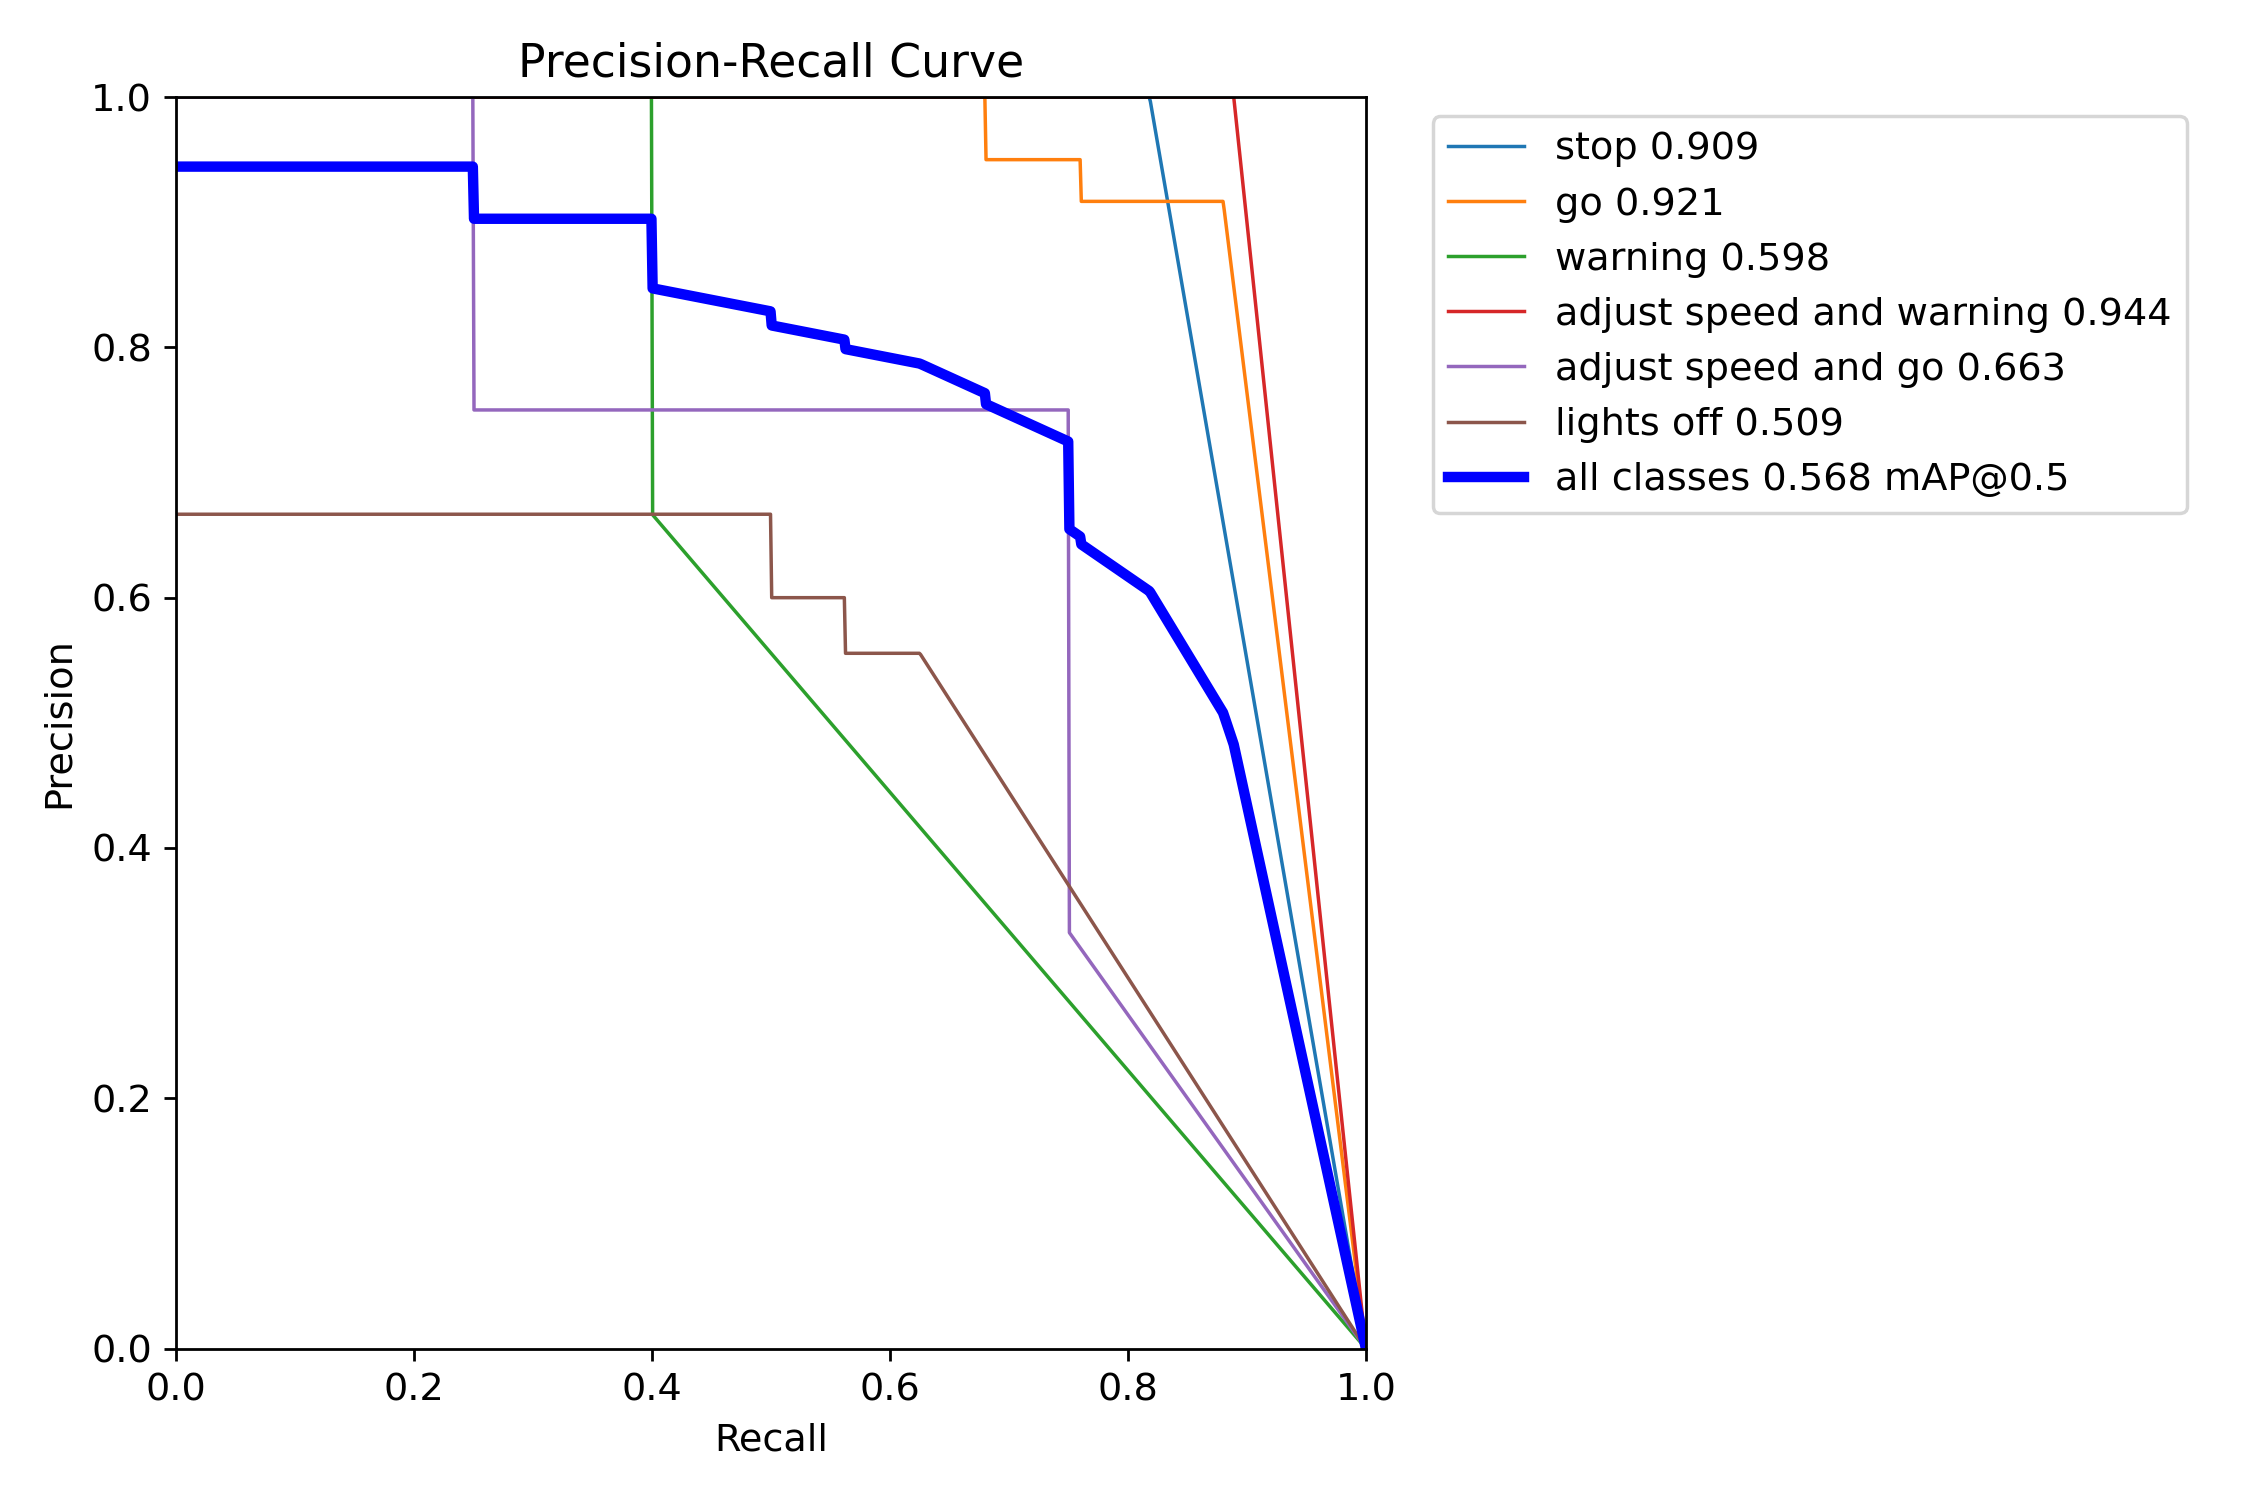 Precision-Recall Curve
1.0
0.8
0.6
0.4
0.2
0.0
Precision
0.0 0.2 0.4 0.6 0.8 1.0
Recall
stop 0.909
go 0.921
warning 0.598
adjust speed and warning 0.944
adjust speed and go 0.663
lights off 0.509
all classes 0.568 mAP@0.5